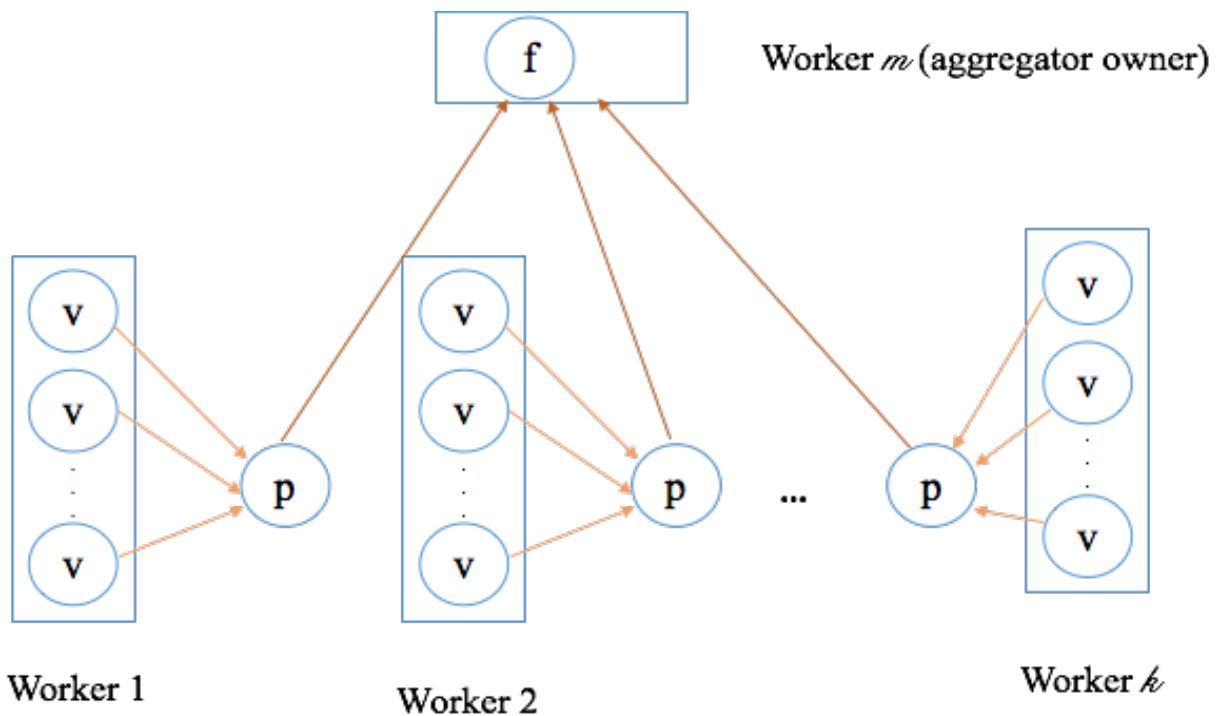 f
Worker m (aggregator owner)
v
v
v
p
Worker 1
v
v
v
p
Worker 2
...
p
v
v
v
Worker k